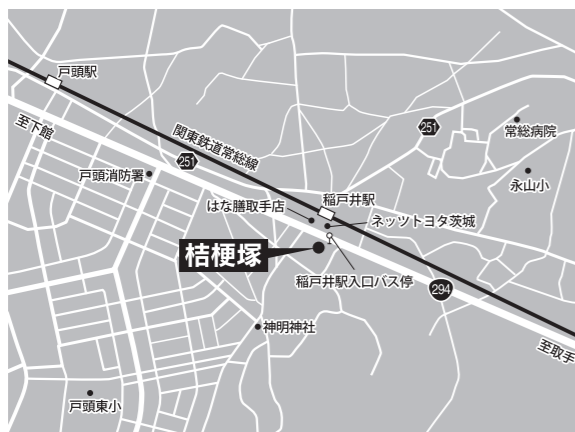 戸頭駅
至下館
関東鉄道常総線
251
251
常総病院
戸頭消防署
永山小
稲戸井駅
はな膳取手店
ネッツトヨタ茨城
桔梗塚
稲戸井駅入口バス停
294
神明神社
至取手
戸頭東小